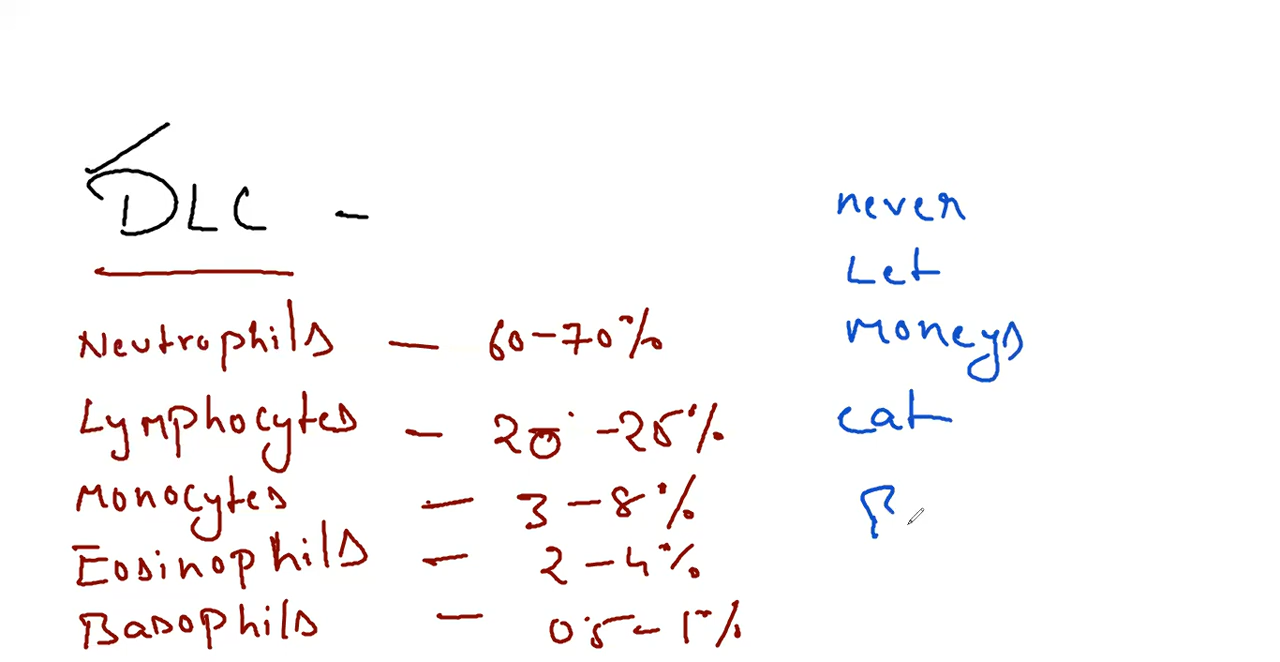 DLC -
Neutrophils - 60-70%
Lymphocytes - 20-25%
Monocytes - 3-8%
Eosinophils - 2-4%
Basophils - 0.5-1%
never
Let
moneys
eat